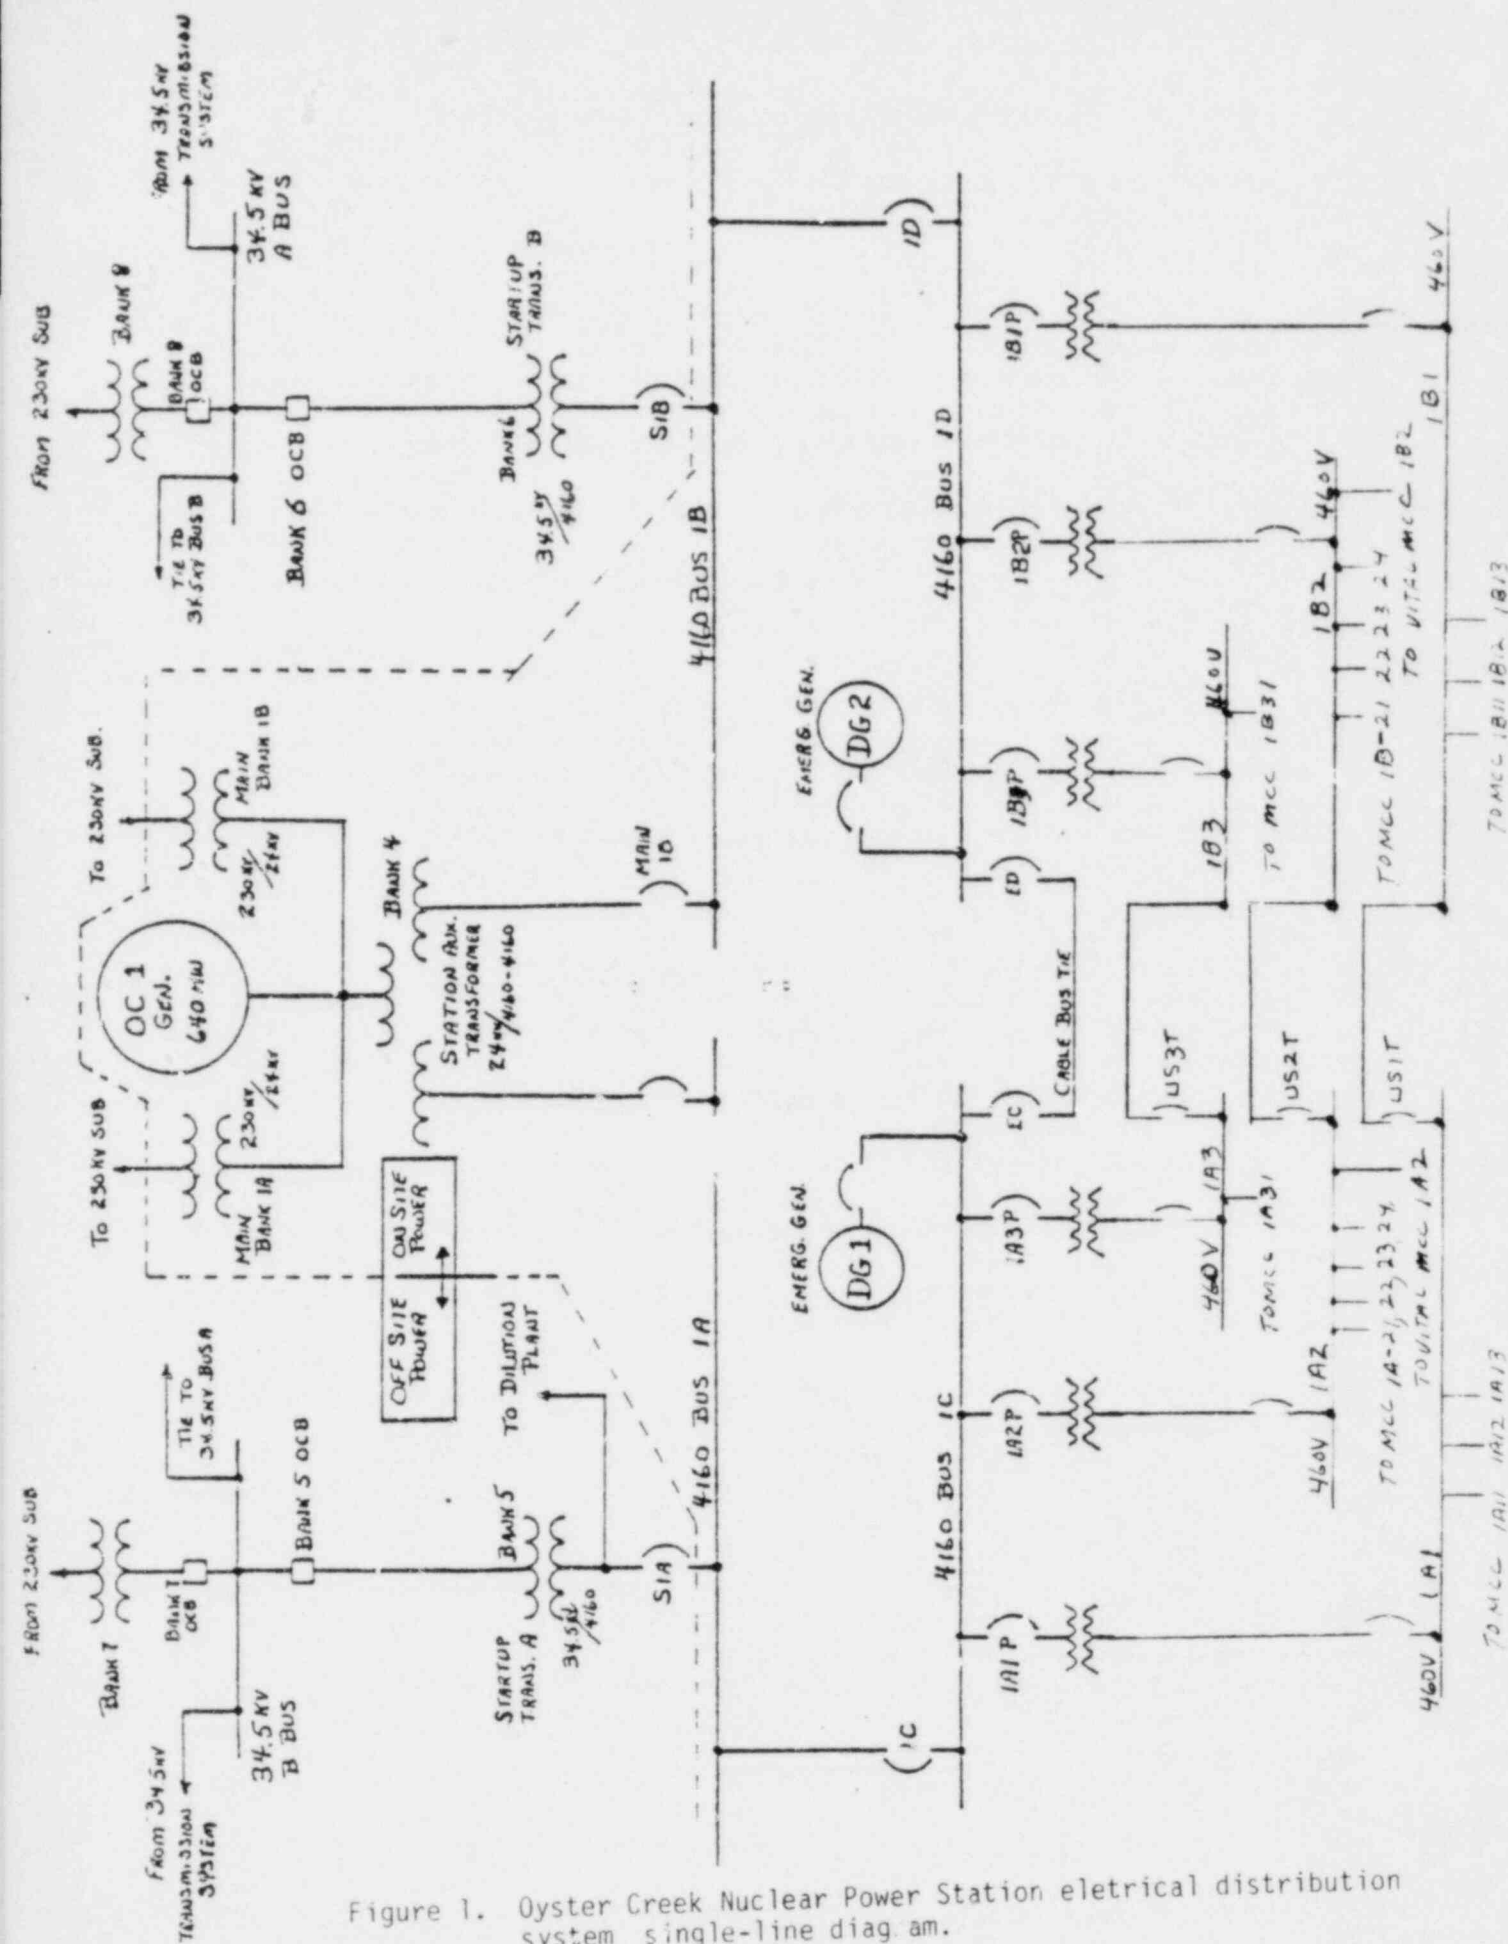 FROM 230KV SUB
BANK 7
BANK 7
OCB
FROM 34.5KV
TRANSMISSION
SYSTEM
34.5 KV
B BUS
TIE TO
34.5KV BUS A
BANK 5 OCB
STARTUP
TRANS. A
BANK 5
34.5KV/4160
TO DILUTION
PLANT
S1A
OFF SITE
POWER
ON SITE
POWER
TO 230KV SUB
MAIN
BANK 1A
230KV/24KV
OC 1
GEN.
640 MW
TO 230KV SUB.
MAIN
BANK 1B
230KV/24KV
BANK 4
STATION AUX.
TRANSFORMER
24KV/4160-4160
MAIN
1B
FROM 230KV SUB
BANK 8
BANK 8
OCB
FROM 34.5KV
TRANSMISSION
S'STEM
34.5 KV
A BUS
TIE TO
34.5KV BUS B
BANK 6 OCB
BANK 6
STARTUP
TRANS. B
34.5KV/4160
S1B
4160 BUS 1A
4160 BUS 1B
1C
1D
4160 BUS 1C
4160 BUS 1D
EMERG. GEN.
DG1
EMERG. GEN.
DG2
1A1P
1A2P
1A3P
EC
CABLE BUS TIE
ED
1B2P
1B1P
460V
1A3
US3T
1B3
460V
TO MCC 1A31
TO MCC 1B31
460V
1A2
US2T
1B2
460V
TO MCC 1A-21, 22, 23, 24
TO VITAL MCC 1A2
TO MCC 1B-21 22 23 24
TO VITAL MCC 1B2
460V
1A1
US1T
1B1
460V
TO MCC 1A11 1A12 1A13
TO MCC 1B11 1B12 1B13
Figure 1. Oyster Creek Nuclear Power Station eletrical distribution
system single-line diag am.